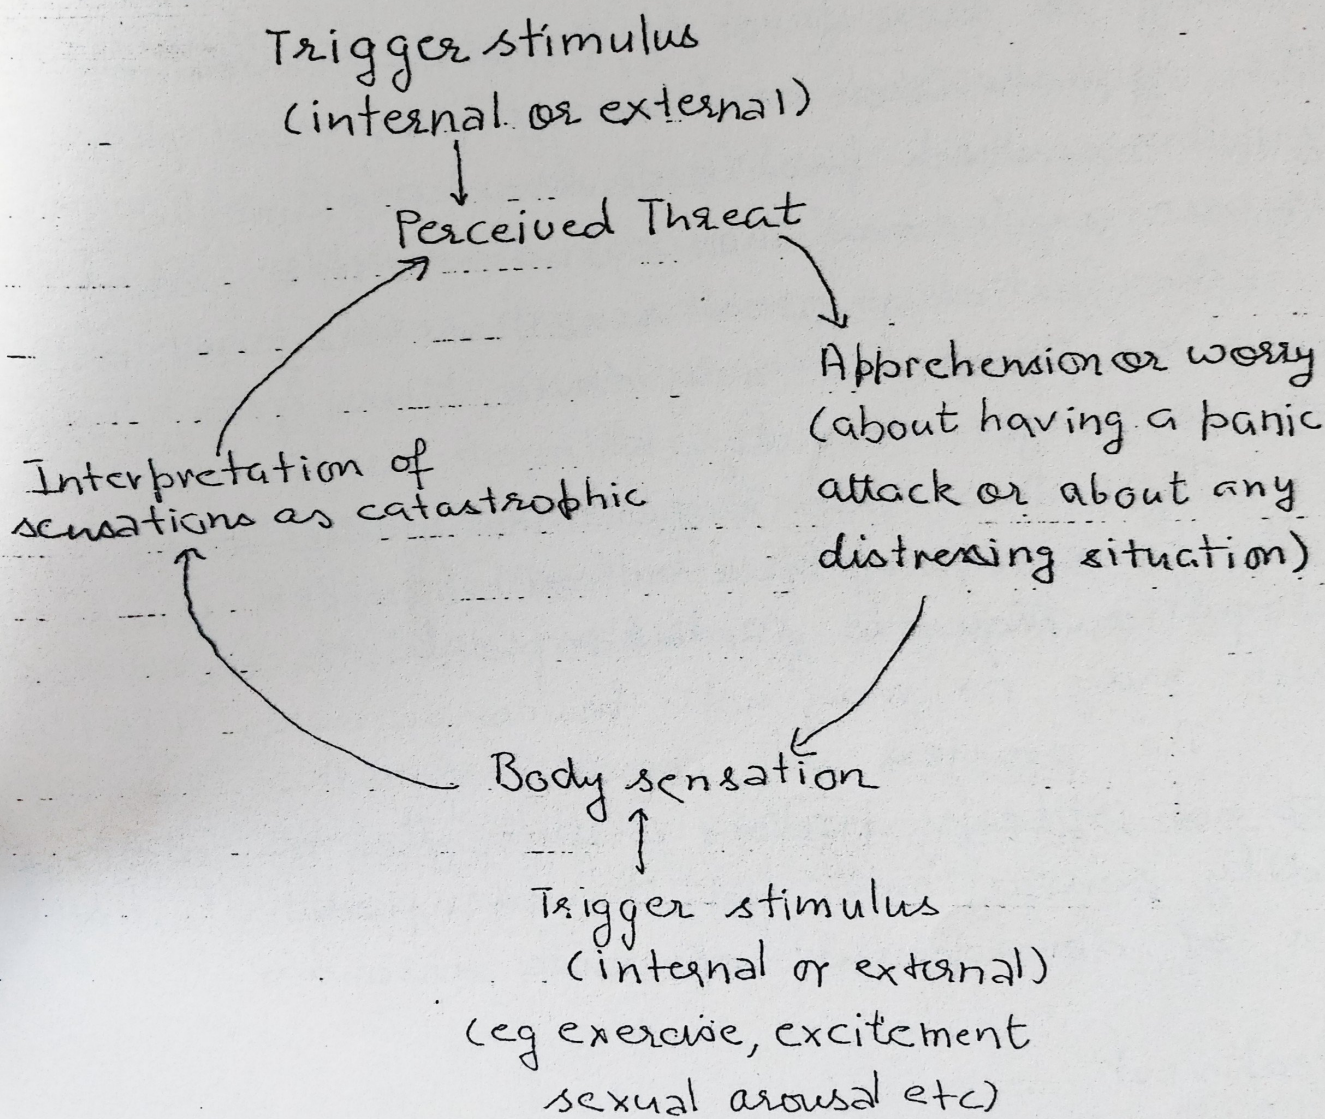 Trigger stimulus
(internal or external)
Perceived Threat
Apprehension or worry
(about having a panic
attack or about any
distressing situation)
Interpretation of
sensations as catastrophic
Body sensation
Trigger stimulus
(internal or external)
(eg exercise, excitement
sexual arousal etc)